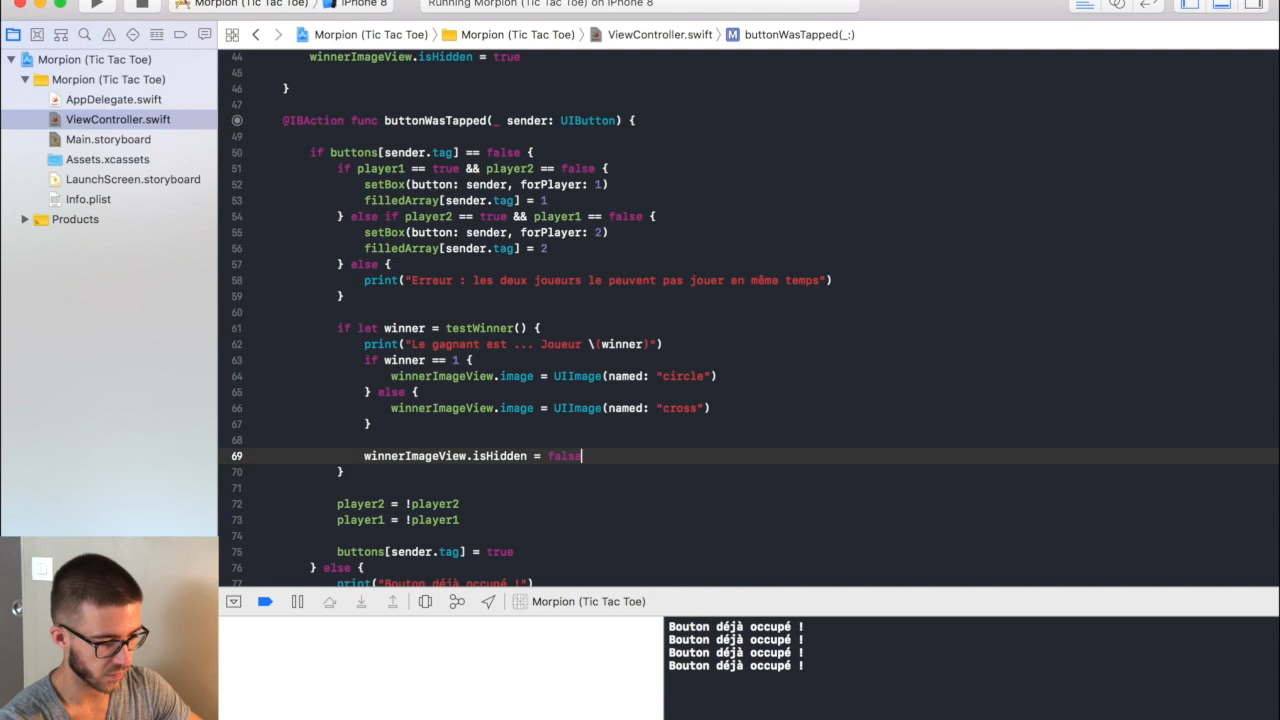 Morpion (Tic Tac Toe) iPhone 8 Running Morpion (Tic Tac Toe) on iPhone 8
Morpion (Tic Tac Toe) Morpion (Tic Tac Toe) ViewController.swift M buttonWasTapped(_:)
Morpion (Tic Tac Toe)
Morpion (Tic Tac Toe)
AppDelegate.swift
ViewController.swift
Main.storyboard
Assets.xcassets
LaunchScreen.storyboard
Info.plist
Products
44 winnerImageView.isHidden = true
45
46 }
47
@IBAction func buttonWasTapped(_ sender: UIButton) {
49
50 if buttons[sender.tag] == false {
51 if player1 == true && player2 == false {
52 setBox(button: sender, forPlayer: 1)
53 filledArray[sender.tag] = 1
54 } else if player2 == true && player1 == false {
55 setBox(button: sender, forPlayer: 2)
56 filledArray[sender.tag] = 2
57 } else {
58 print("Erreur : les deux joueurs le peuvent pas jouer en même temps")
59 }
60
61 if let winner = testWinner() {
62 print("Le gagnant est ... Joueur \(winner)")
63 if winner == 1 {
64 winnerImageView.image = UIImage(named: "circle")
65 } else {
66 winnerImageView.image = UIImage(named: "cross")
67 }
68
69 winnerImageView.isHidden = false
70 }
71
72 player2 = !player2
73 player1 = !player1
74
75 buttons[sender.tag] = true
76 } else {
77 print("Bouton déjà occupé !")
Morpion (Tic Tac Toe)
Bouton déjà occupé !
Bouton déjà occupé !
Bouton déjà occupé !
Bouton déjà occupé !